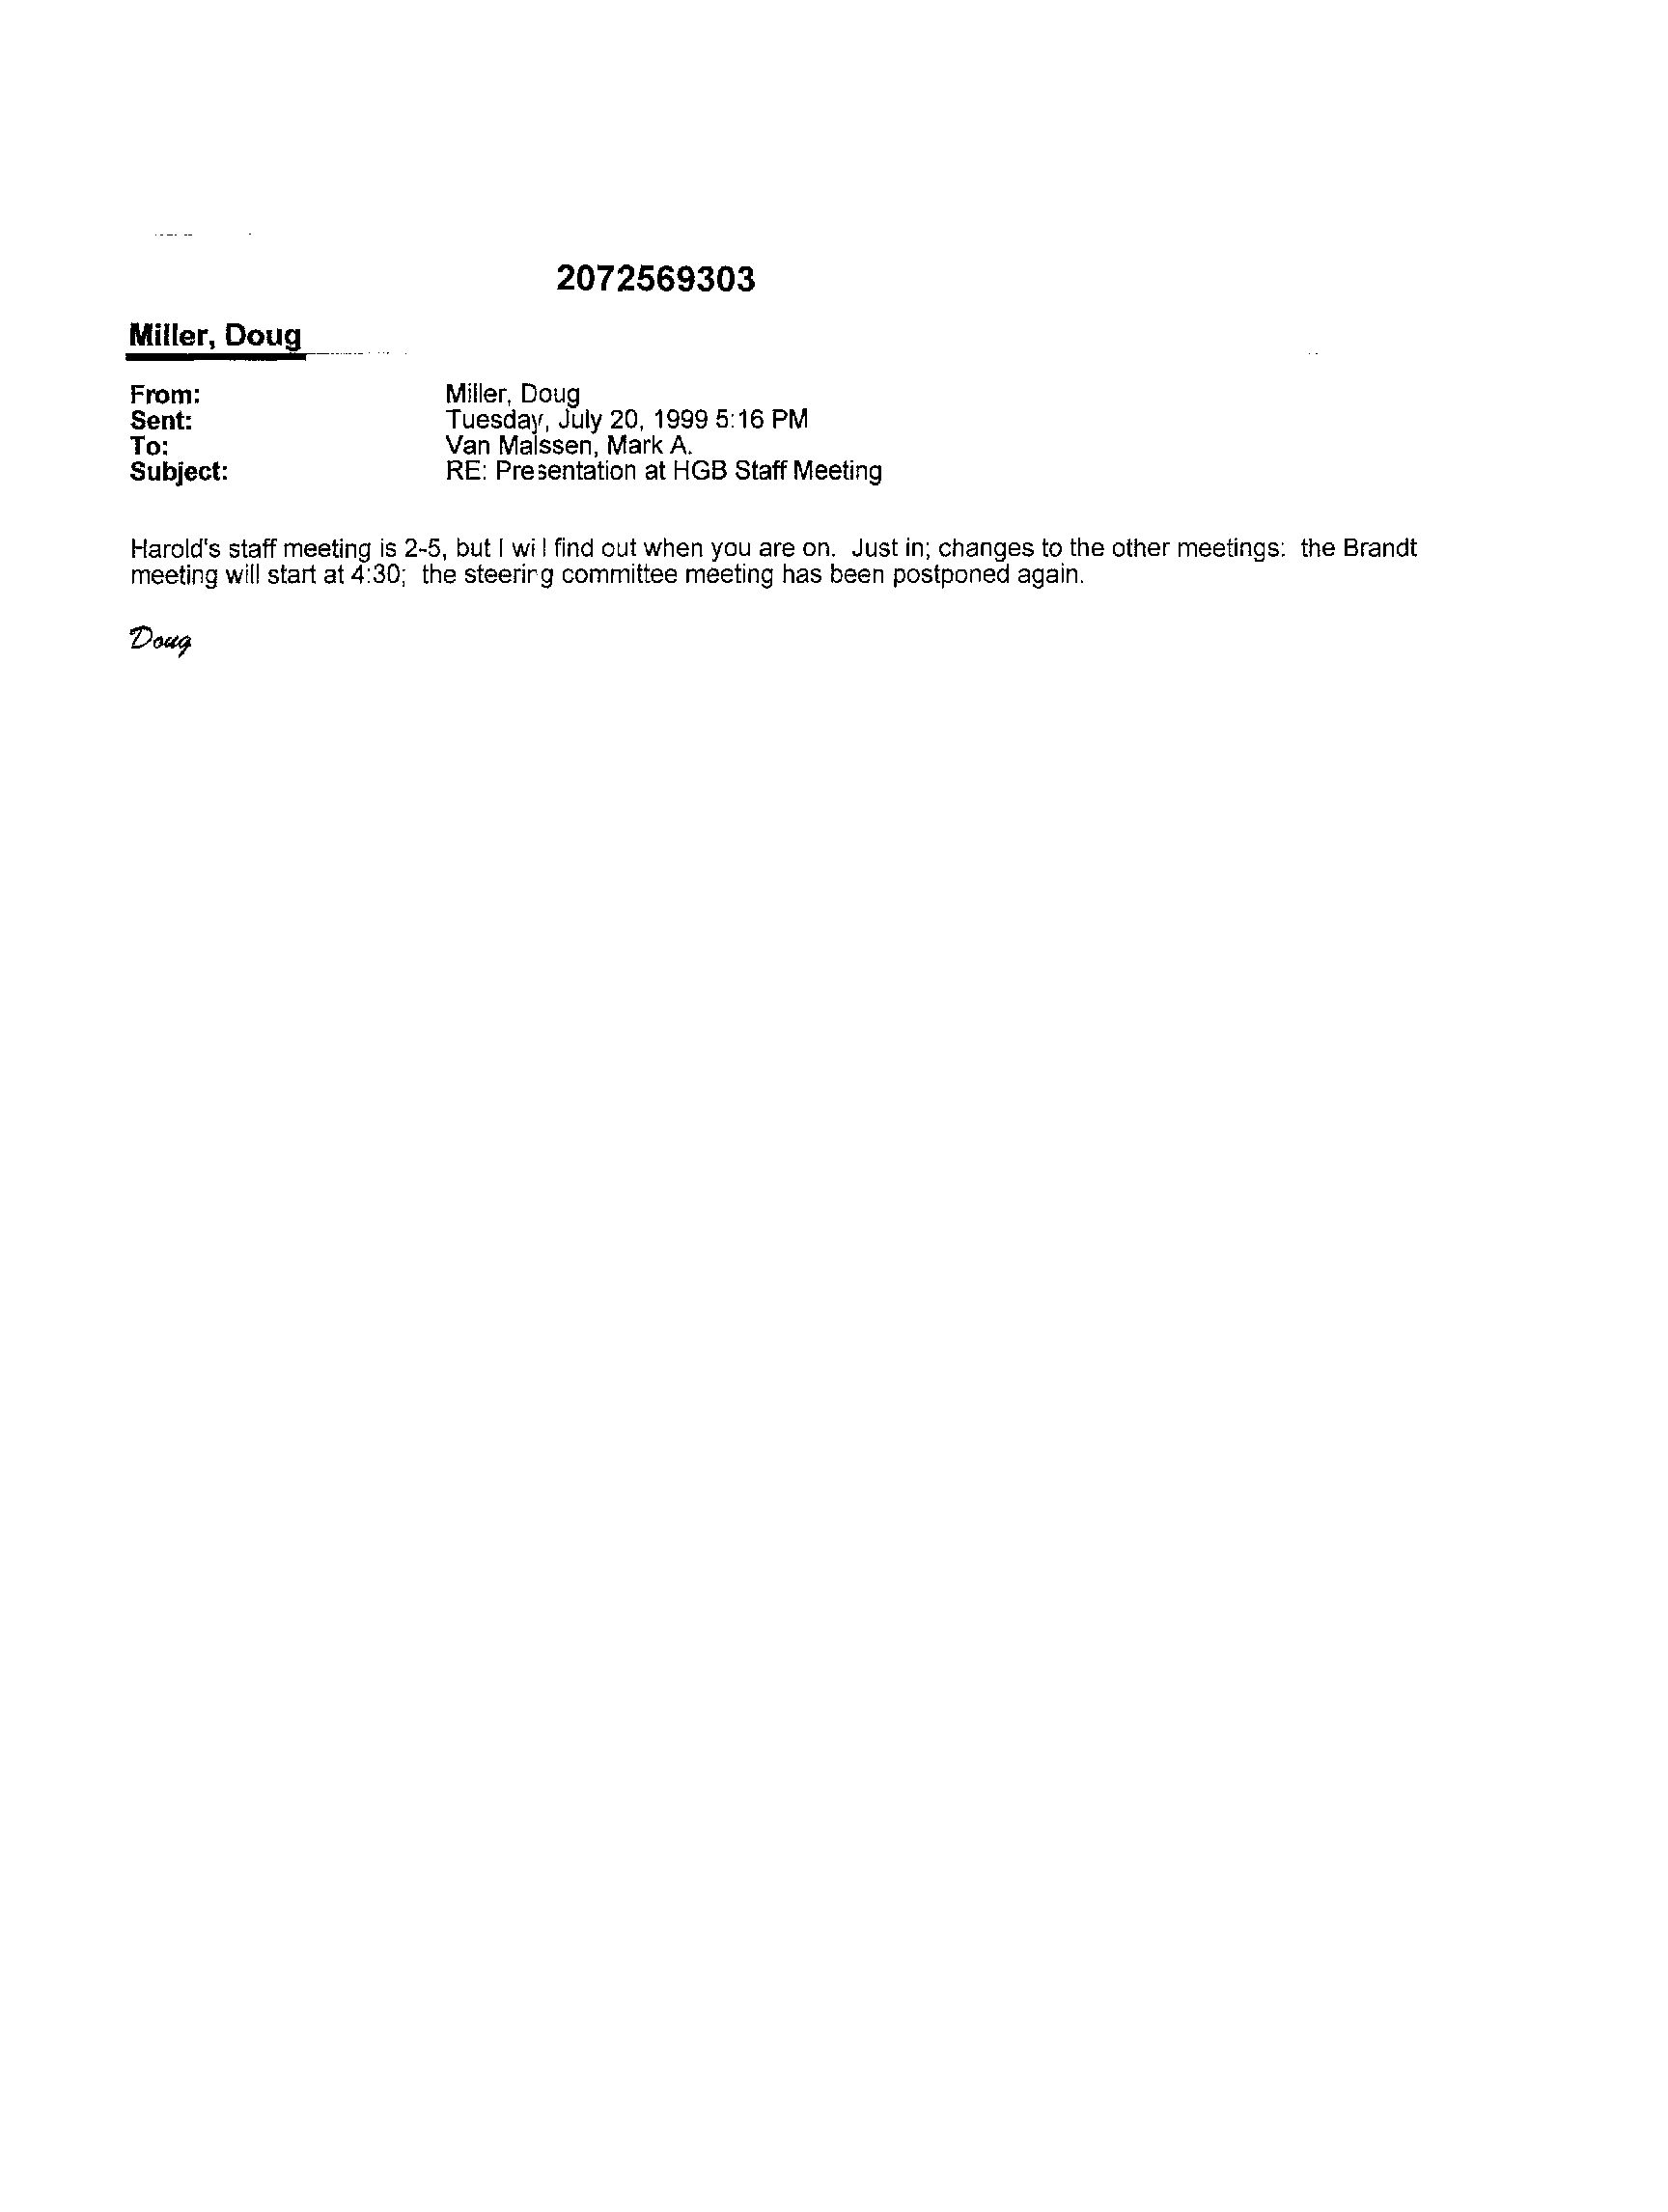 2072569303
Miller, Doug
From: Miller, Doug
Sent: Tuesday, July 20, 1999 5:16 PM
To: Van Malssen, Mark A.
Subject: RE: Presentation at HGB Staff Meeting
Harold's staff meeting is 2-5, but I will find out when you are on. Just in; changes to the other meetings: the Brandt
meeting will start at 4:30; the steering committee meeting has been postponed again.
Doug